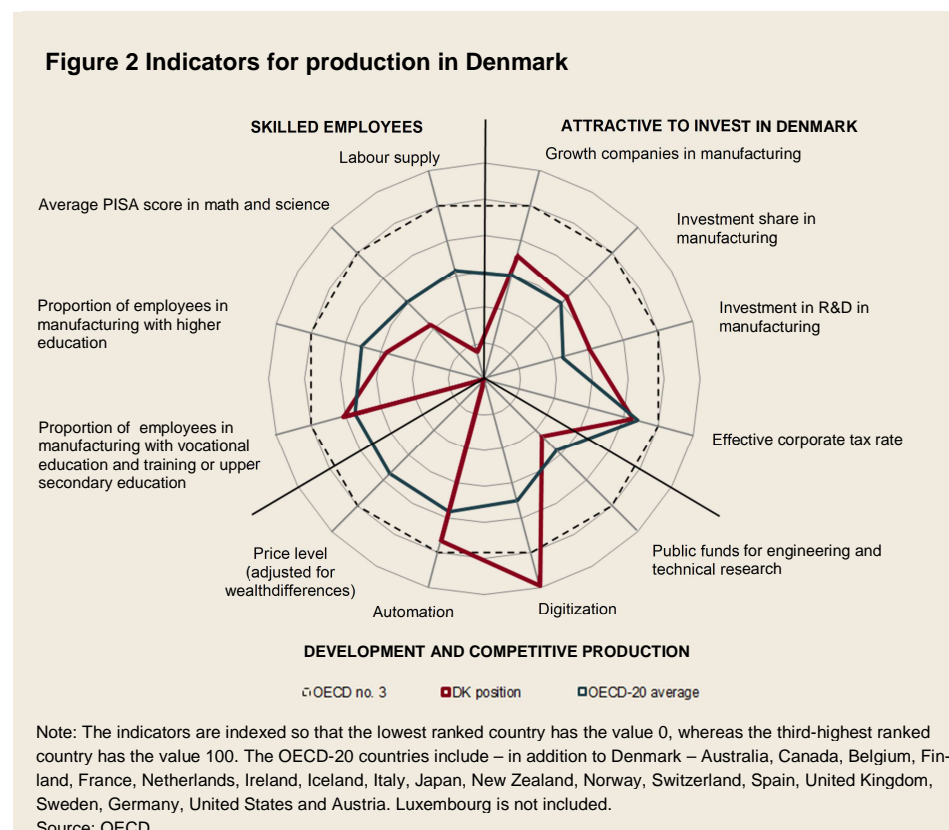 Figure 2 Indicators for production in Denmark
SKILLED EMPLOYEES
ATTRACTIVE TO INVEST IN DENMARK
Labour supply
Growth companies in manufacturing
Average PISA score in math and science
Investment share in
manufacturing
Proportion of employees in
manufacturing with higher
education
Investment in R&D in
manufacturing
Proportion of employees in
manufacturing with vocational
education and training or upper
secondary education
Effective corporate tax rate
Price level
(adjusted for
wealthdifferences)
Public funds for engineering and
technical research
Automation
Digitization
DEVELOPMENT AND COMPETITIVE PRODUCTION
OECD no. 3
DK position
OECD-20 average
Note: The indicators are indexed so that the lowest ranked country has the value 0, whereas the third-highest ranked
country has the value 100. The OECD-20 countries include – in addition to Denmark – Australia, Canada, Belgium, Fin-
land, France, Netherlands, Ireland, Iceland, Italy, Japan, New Zealand, Norway, Switzerland, Spain, United Kingdom,
Sweden, Germany, United States and Austria. Luxembourg is not included.
Source: OECD